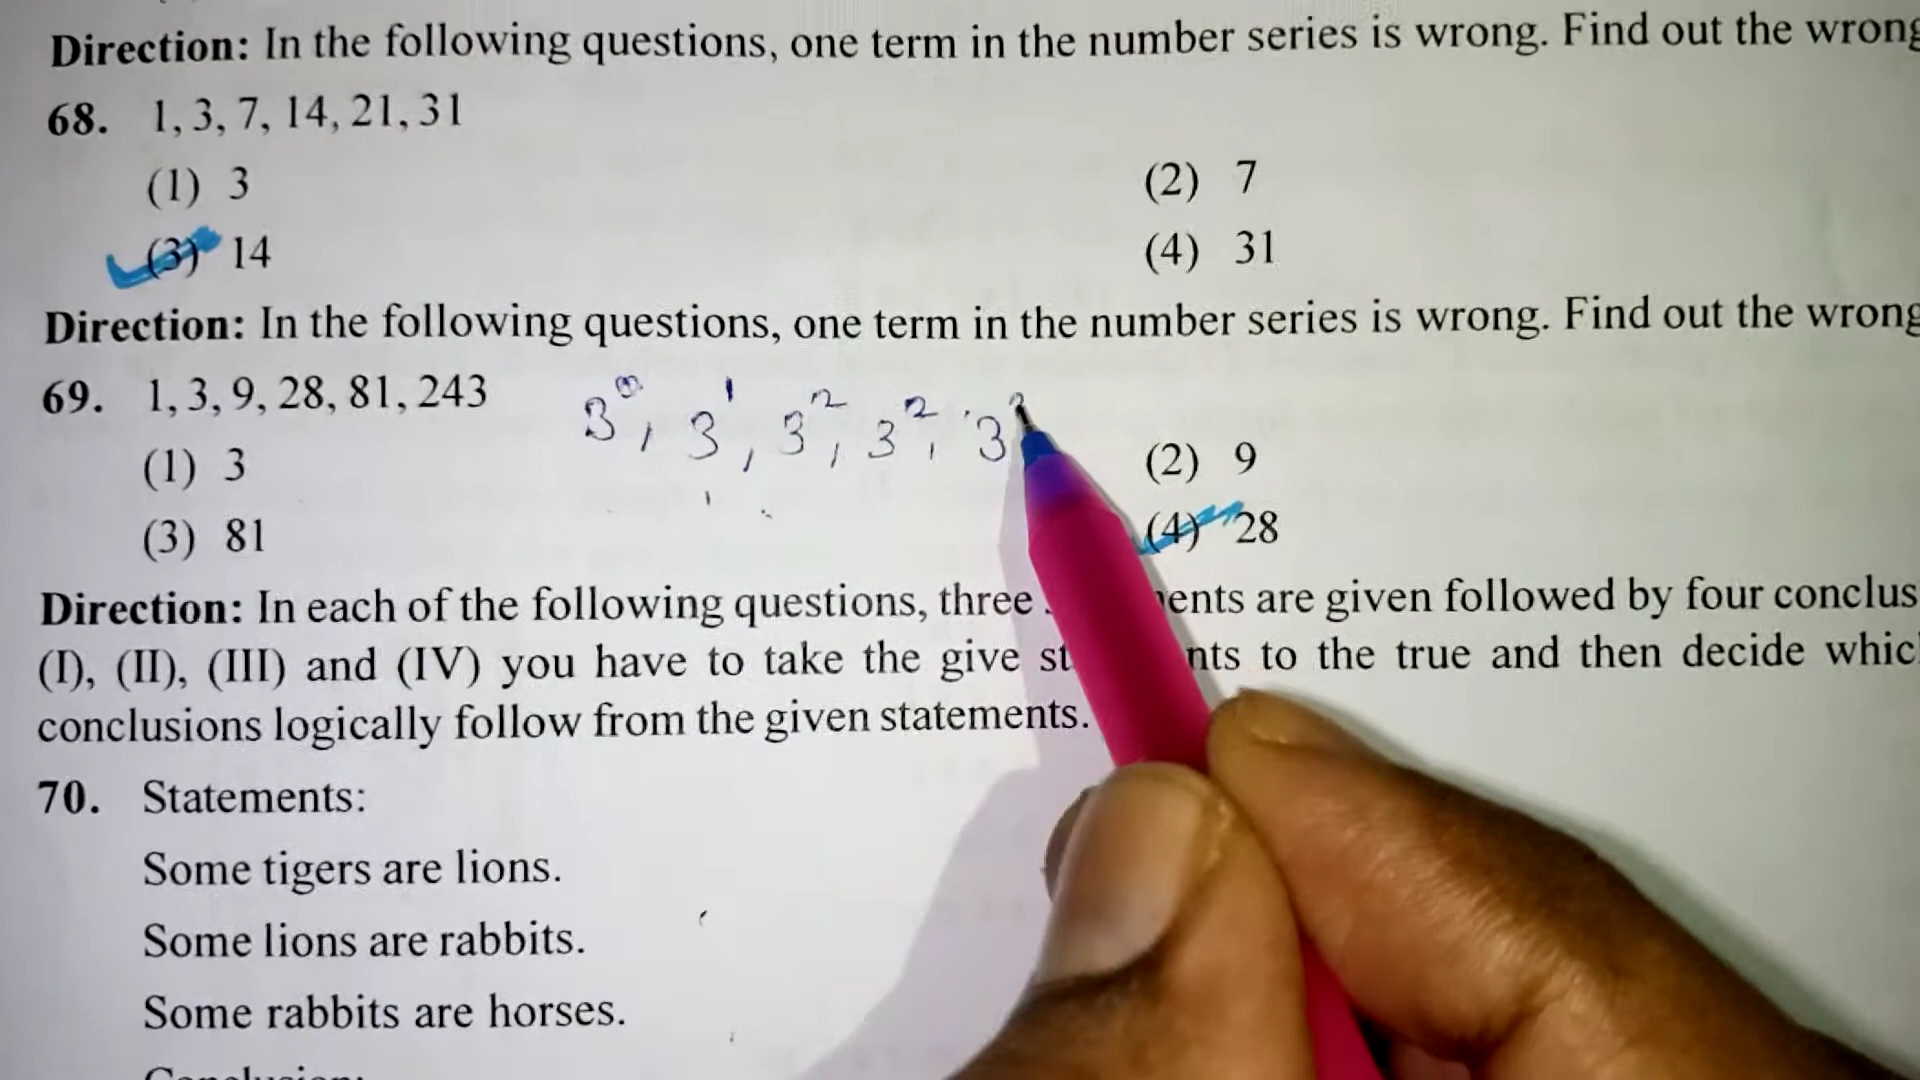 Direction: In the following questions, one term in the number series is wrong. Find out the wrong
68. 1, 3, 7, 14, 21, 31
(1) 3 (2) 7
(3) 14 (4) 31
Direction: In the following questions, one term in the number series is wrong. Find out the wrong
69. 1, 3, 9, 28, 81, 243 3⁰, 3¹, 3², 3², 3
(1) 3 (2) 9
(3) 81 (4) 28
Direction: In each of the following questions, three ents are given followed by four conclus
(I), (II), (III) and (IV) you have to take the give st nts to the true and then decide whic
conclusions logically follow from the given statements.
70. Statements:
Some tigers are lions.
Some lions are rabbits.
Some rabbits are horses.